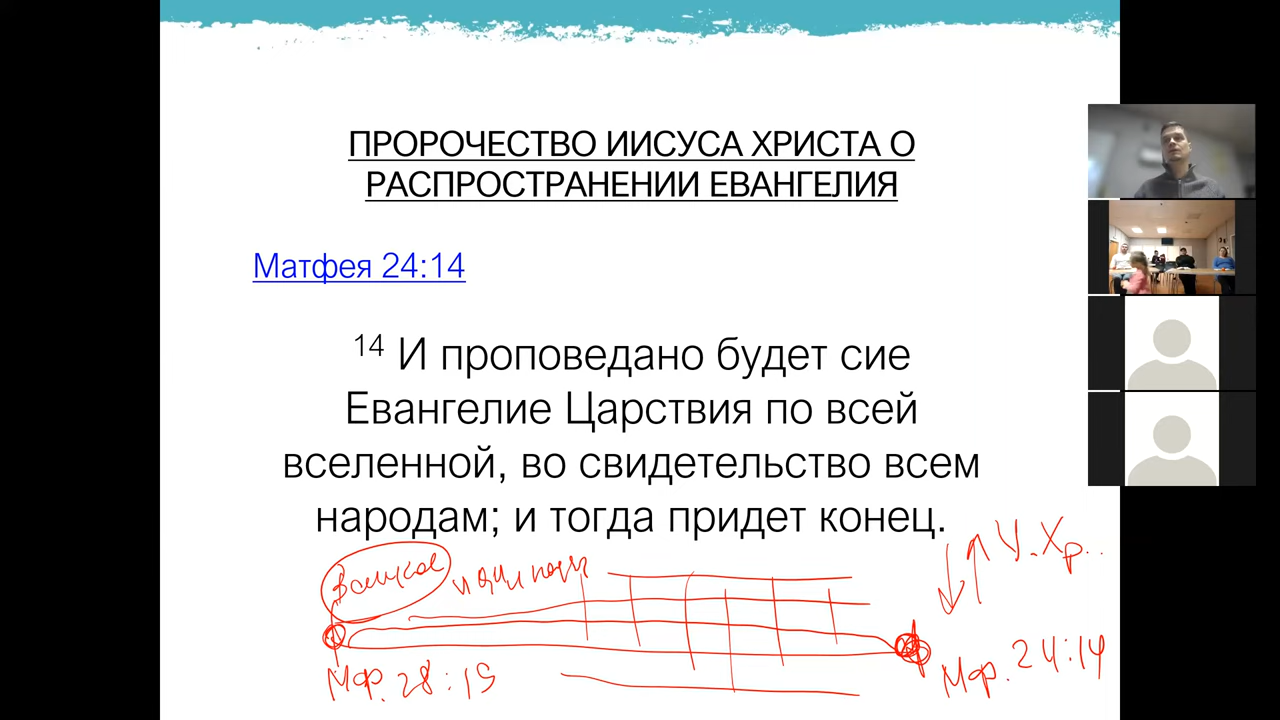 ПРОРОЧЕСТВО ИИСУСА ХРИСТА О
РАСПРОСТРАНЕНИИ ЕВАНГЕЛИЯ
Матфея 24:14
14 И проповедано будет сие
Евангелие Царствия по всей
вселенной, во свидетельство всем
народам; и тогда придет конец.
Мф. 28:19
Мф. 24:14